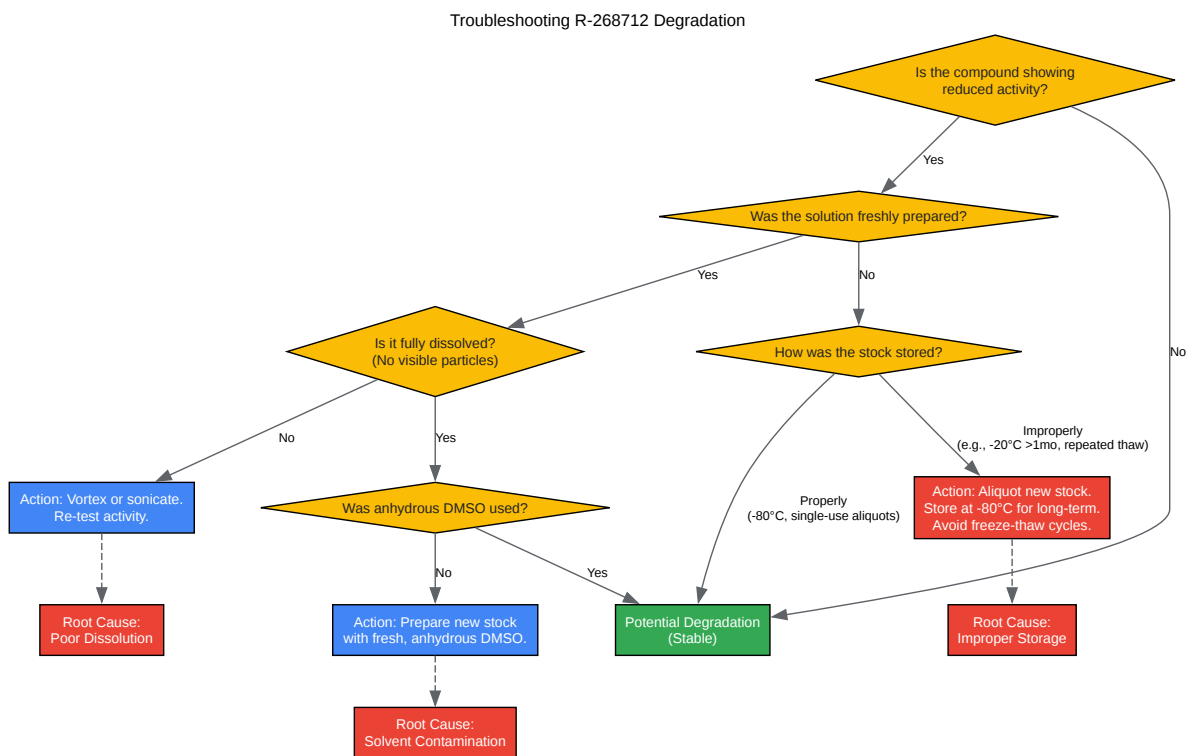 Troubleshooting R-268712 Degradation
Is the compound showing
reduced activity?
Yes
No
Was the solution freshly prepared?
Yes
No
Is it fully dissolved?
(No visible particles)
How was the stock stored?
No
Yes
Improperly
(e.g., -20°C >1mo, repeated thaw)
Properly
(-80°C, single-use aliquots)
Action: Vortex or sonicate.
Re-test activity.
Was anhydrous DMSO used?
Action: Aliquot new stock.
Store at -80°C for long-term.
Avoid freeze-thaw cycles.
No
Yes
Root Cause:
Poor Dissolution
Action: Prepare new stock
with fresh, anhydrous DMSO.
Potential Degradation
(Stable)
Root Cause:
Improper Storage
Root Cause:
Solvent Contamination